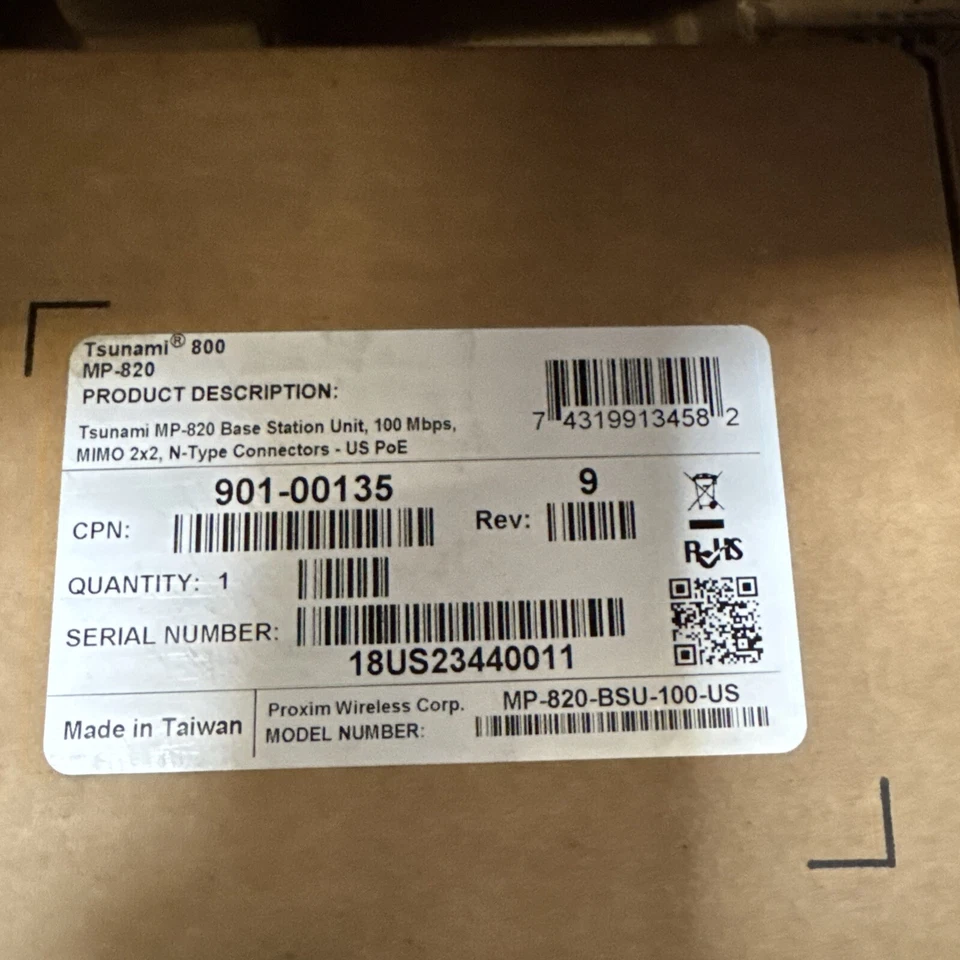 Tsunami® 800
MP-820
PRODUCT DESCRIPTION:
Tsunami MP-820 Base Station Unit, 100 Mbps,
MIMO 2x2, N-Type Connectors - US PoE
7 4319913458 2
901-00135
CPN:
9
Rev:
RoHS
QUANTITY: 1
SERIAL NUMBER:
18US23440011
Made in Taiwan
Proxim Wireless Corp.
MODEL NUMBER:
MP-820-BSU-100-US